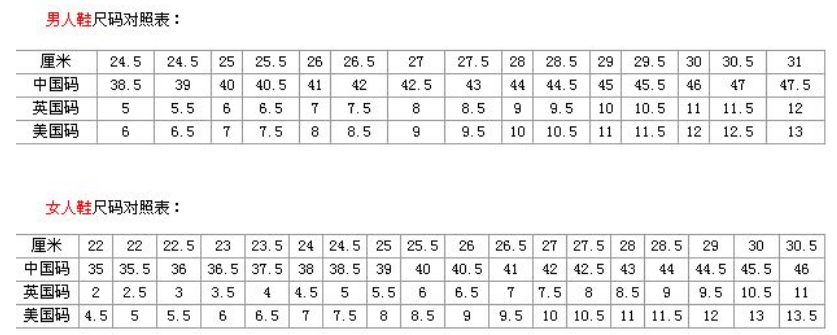 男人鞋尺码对照表：
厘米 24.5 24.5 25 25.5 26 26.5 27 27.5 28 28.5 29 29.5 30 30.5 31
中国码 38.5 39 40 40.5 41 42 42.5 43 44 44.5 45 45.5 46 47 47.5
英国码 5 5.5 6 6.5 7 7.5 8 8.5 9 9.5 10 10.5 11 11.5 12
美国码 6 6.5 7 7.5 8 8.5 9 9.5 10 10.5 11 11.5 12 12.5 13
女人鞋尺码对照表：
厘米 22 22 22.5 23 23.5 24 24.5 25 25.5 26 26.5 27 27.5 28 28.5 29 30 30.5
中国码 35 35.5 36 36.5 37.5 38 38.5 39 40 40.5 41 42 42.5 43 44 44.5 45.5 46
英国码 2 2.5 3 3.5 4 4.5 5 5.5 6 6.5 7 7.5 8 8.5 9 9.5 10.5 11
美国码 4.5 5 5.5 6 6.5 7 7.5 8 8.5 9 9.5 10 10.5 11 11.5 12 13 13.5